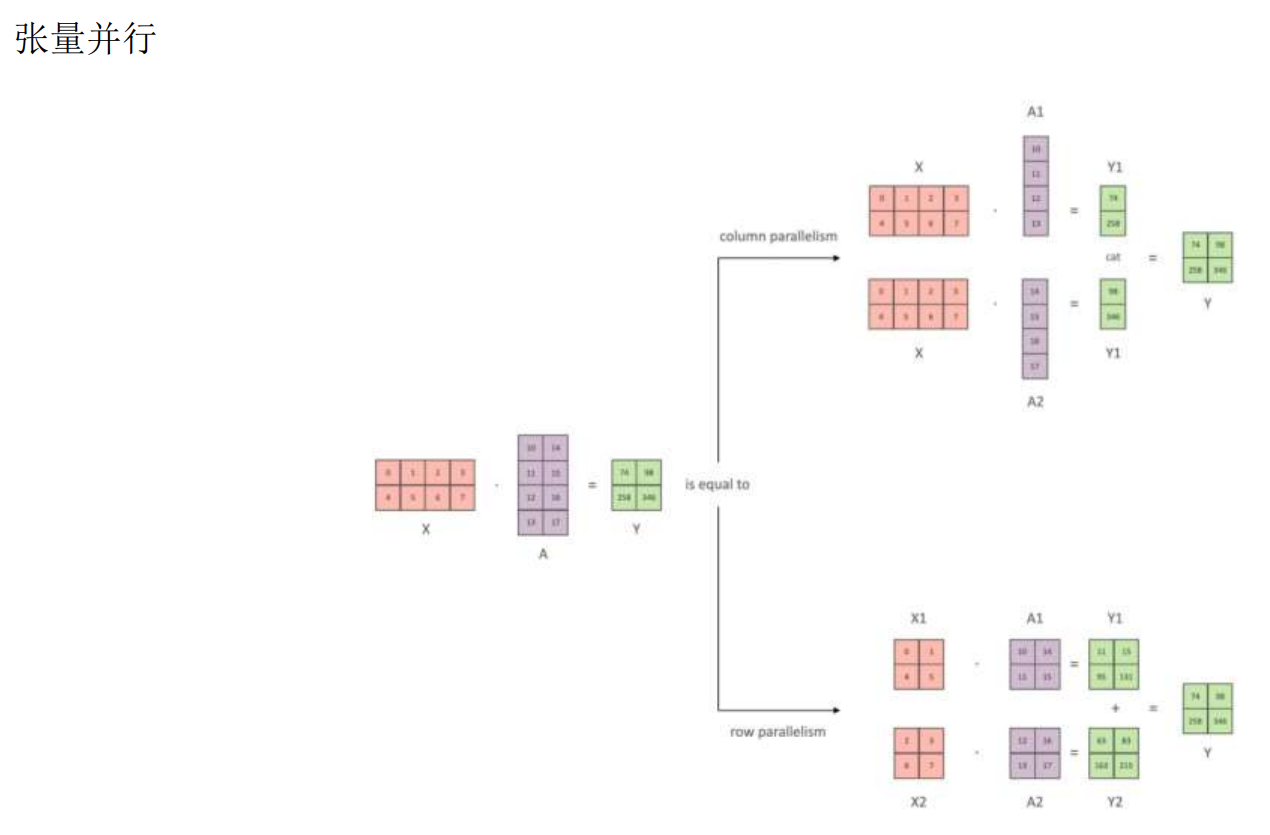 张量并行
A1
10
11
12
13
X
0 1 2 3
4 5 6 7
·
=
Y1
74
258
column parallelism
cat
=
74 98
258 346
Y
0 1 2 3
4 5 6 7
X
·
14
15
16
17
A2
=
98
346
Y1
0 1 2 3
4 5 6 7
X
·
10 14
11 15
12 16
13 17
A
=
74 98
258 346
Y
is equal to
X1
0 1
4 5
·
A1
10 14
11 15
=
Y1
11 15
95 131
+
=
74 98
258 346
Y
row parallelism
2 3
6 7
X2
·
12 16
13 17
A2
=
63 83
163 215
Y2